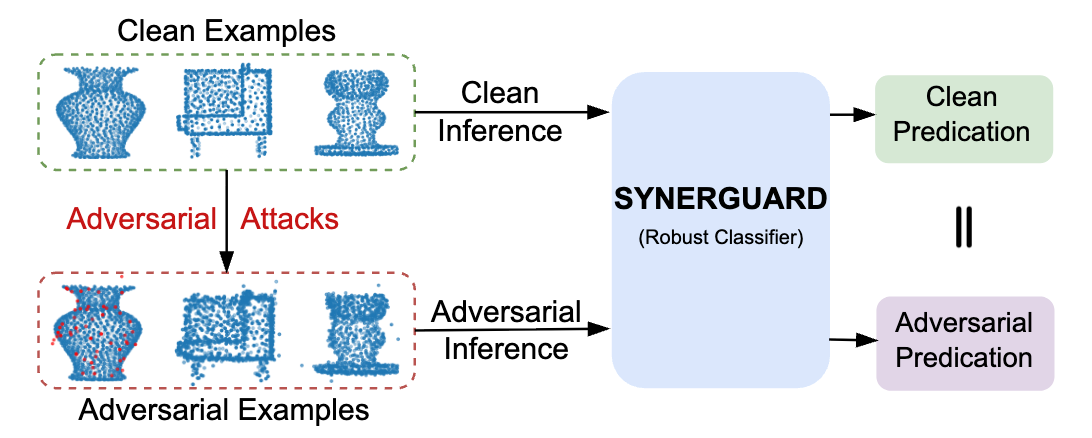 Clean Examples
Clean
Inference
Adversarial Attacks
Adversarial Examples
Adversarial
Inference
SYNERGUARD
(Robust Classifier)
Clean
Predication
Adversarial
Predication